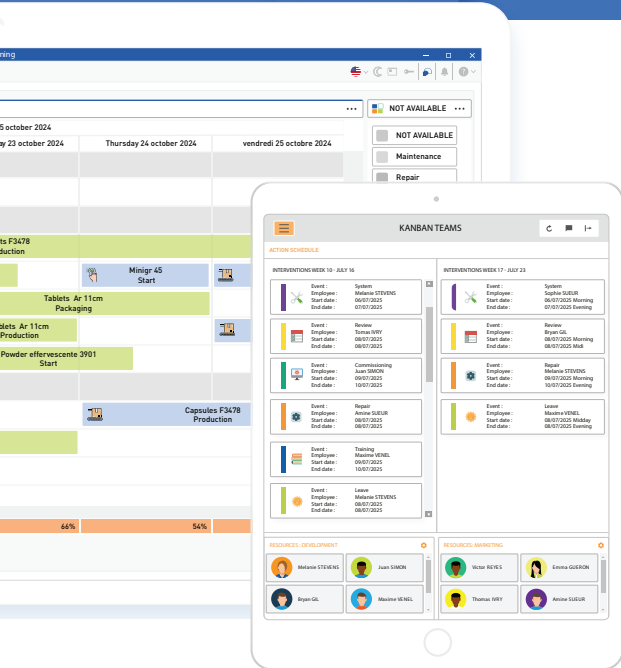 ning
NOT AVAILABLE
5 october 2024
ay 23 october 2024
Thursday 24 october 2024
vendredi 25 octobre 2024
NOT AVAILABLE
Maintenance
Repair
ts F3478
duction
Minigr 45
Start
Tablets Ar 11cm
Packaging
blets Ar 11cm
Production
Powder effervescente 3901
Start
Capsules F3478
Production
66%
54%
KANBAN TEAMS
ACTION SCHEDULE
INTERVENTIONS WEEK 10 - JULY 16
Event : System
Employee : Melanie STEVENS
Start date : 06/07/2025
End date : 07/07/2025
Event : Review
Employee : Tomas IVRY
Start date : 08/07/2025
End date : 08/07/2025
Event : Commissioning
Employee : Juan SIMON
Start date : 09/07/2025
End date : 10/07/2025
Event : Repair
Employee : Amine SUEUR
Start date : 08/07/2025
End date : 08/07/2025
Event : Training
Employee : Maxime VENEL
Start date : 09/07/2025
End date : 10/07/2025
Event : Leave
Employee : Melanie STEVENS
Start date : 08/07/2025
End date : 08/07/2025
INTERVENTIONS WEEK 17 - JULY 23
Event : System
Employee : Sophie SUEUR
Start date : 06/07/2025 Morning
End date : 06/07/2025 Evening
Event : Review
Employee : Bryan GIL
Start date : 08/07/2025 Morning
End date : 08/07/2025 Midi
Event : Repair
Employee : Melanie STEVENS
Start date : 09/07/2025 Morning
End date : 10/07/2025 Evening
Event : Leave
Employee : Maxime VENEL
Start date : 08/07/2025 Midday
End date : 08/07/2025 Evening
RESOURCES : DEVELOPMENT
Melanie STEVENS
Juan SIMON
Bryan GIL
Maxime VENEL
RESOURCES : MARKETING
Victor REYES
Emma GUERON
Thomas IVRY
Amine SUEUR